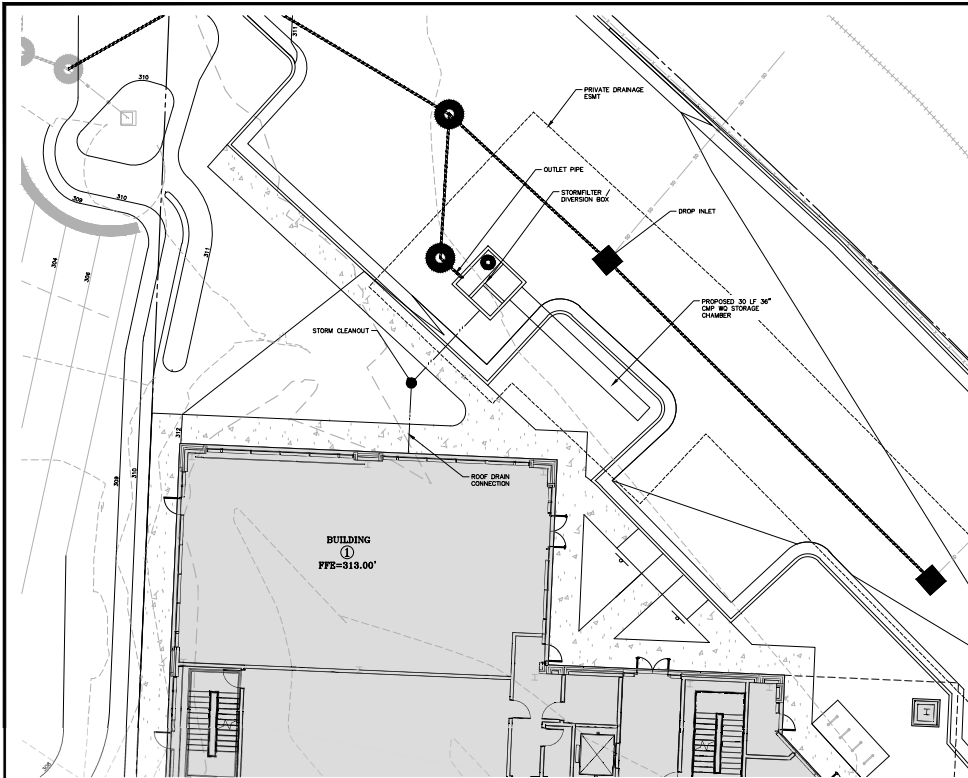 311
310
PRIVATE DRAINAGE
ESMT
OUTLET PIPE
STORMFILTER /
DIVERSION BOX
310
309
DROP INLET
311
304
306
PROPOSED 30 LF 36"
CMP WQ STORAGE
CHAMBER
STORM CLEANOUT
312
309
310
ROOF DRAIN
CONNECTION
BUILDING
1
FFE=313.00'
308